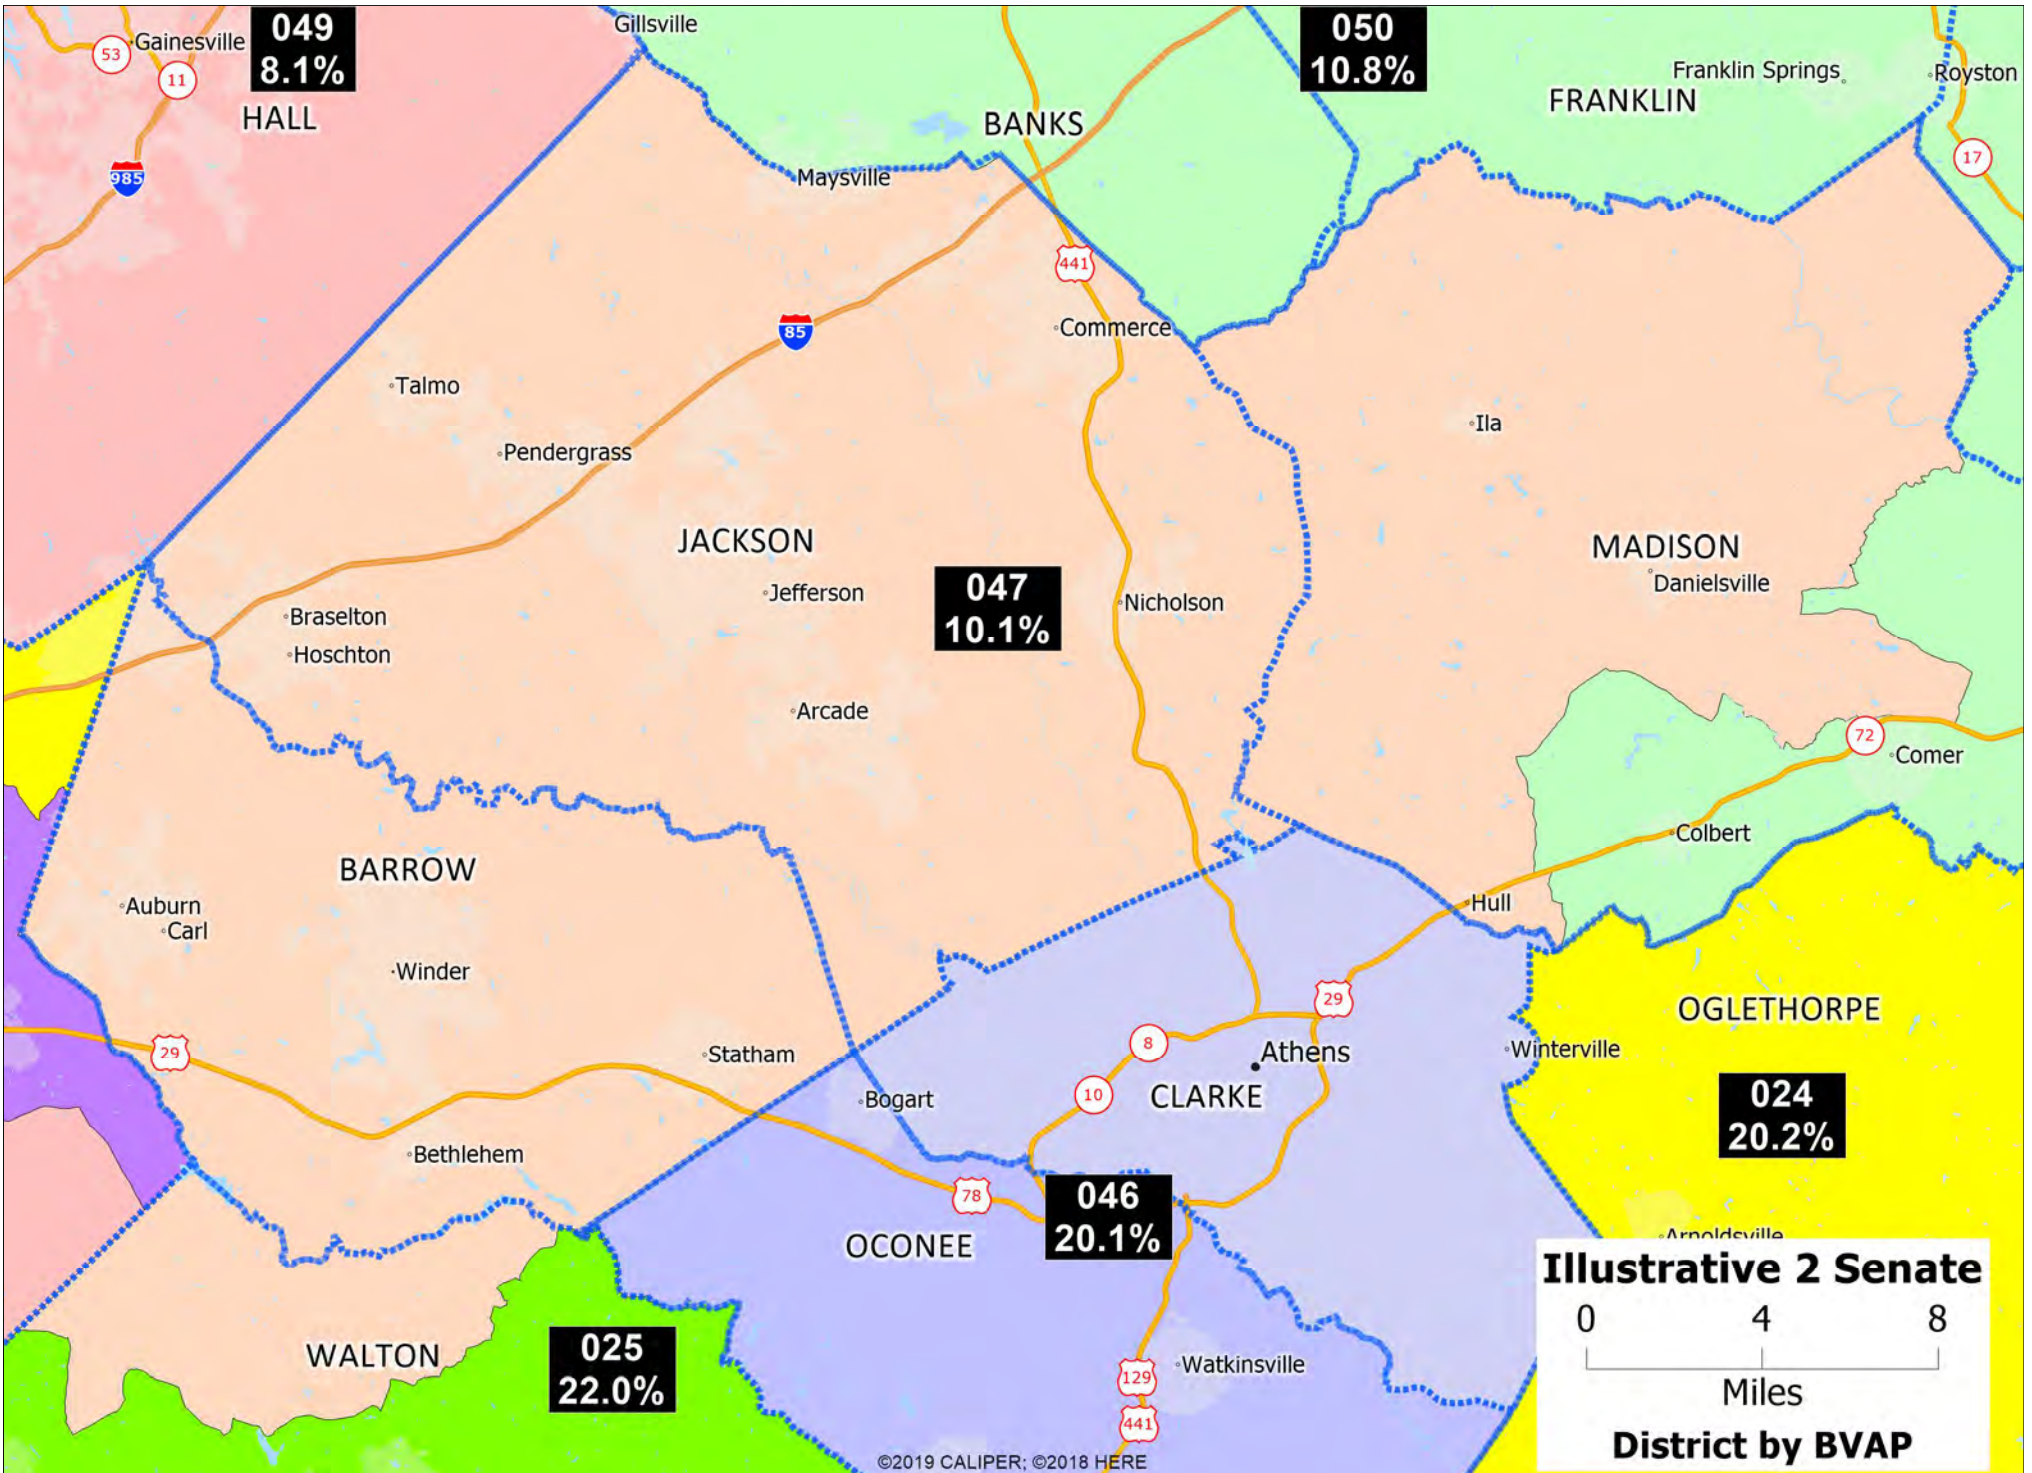 Gillsville
049
8.1%
050
10.8%
53
Gainesville
11
HALL
Franklin Springs
Royston
FRANKLIN
BANKS
17
985
Maysville
441
85
Commerce
Talmo
Ila
Pendergrass
JACKSON
MADISON
Danielsville
047
10.1%
Jefferson
Nicholson
Braselton
Hoschton
Arcade
72
Comer
Colbert
BARROW
Auburn
Carl
Hull
Winder
29
OGLETHORPE
8
Athens
Winterville
29
Statham
10
CLARKE
Bogart
024
20.2%
Bethlehem
78
046
20.1%
OCONEE
Arnoldsville
Illustrative 2 Senate
0 4 8
Miles
District by BVAP
WALTON
025
22.0%
Watkinsville
129
441
©2019 CALIPER; ©2018 HERE